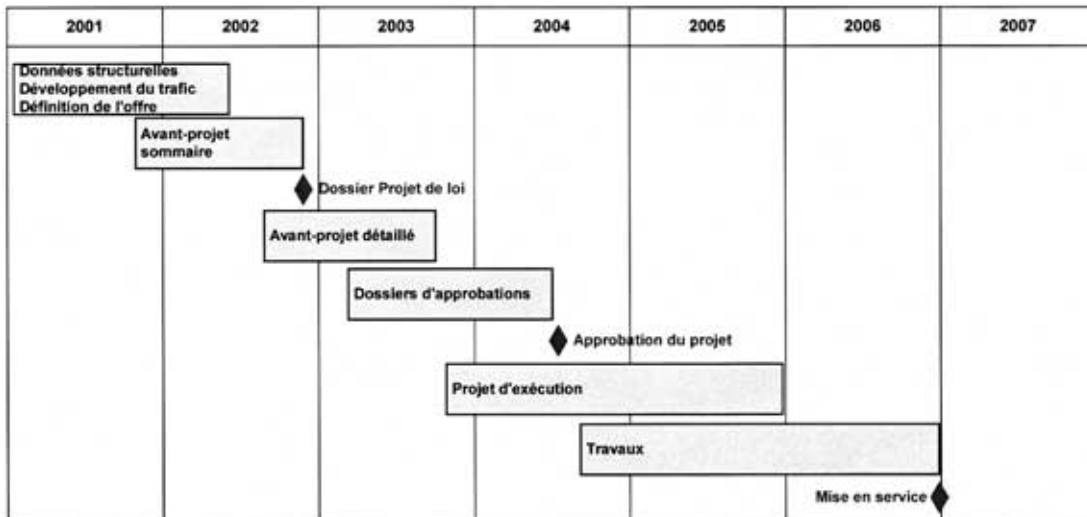 2001 2002 2003 2004 2005 2006 2007
Données structurelles
Développement du trafic
Définition de l'offre
Avant-projet
sommaire
Dossier Projet de loi
Avant-projet détaillé
Dossiers d'approbations
Approbation du projet
Projet d'exécution
Travaux
Mise en service